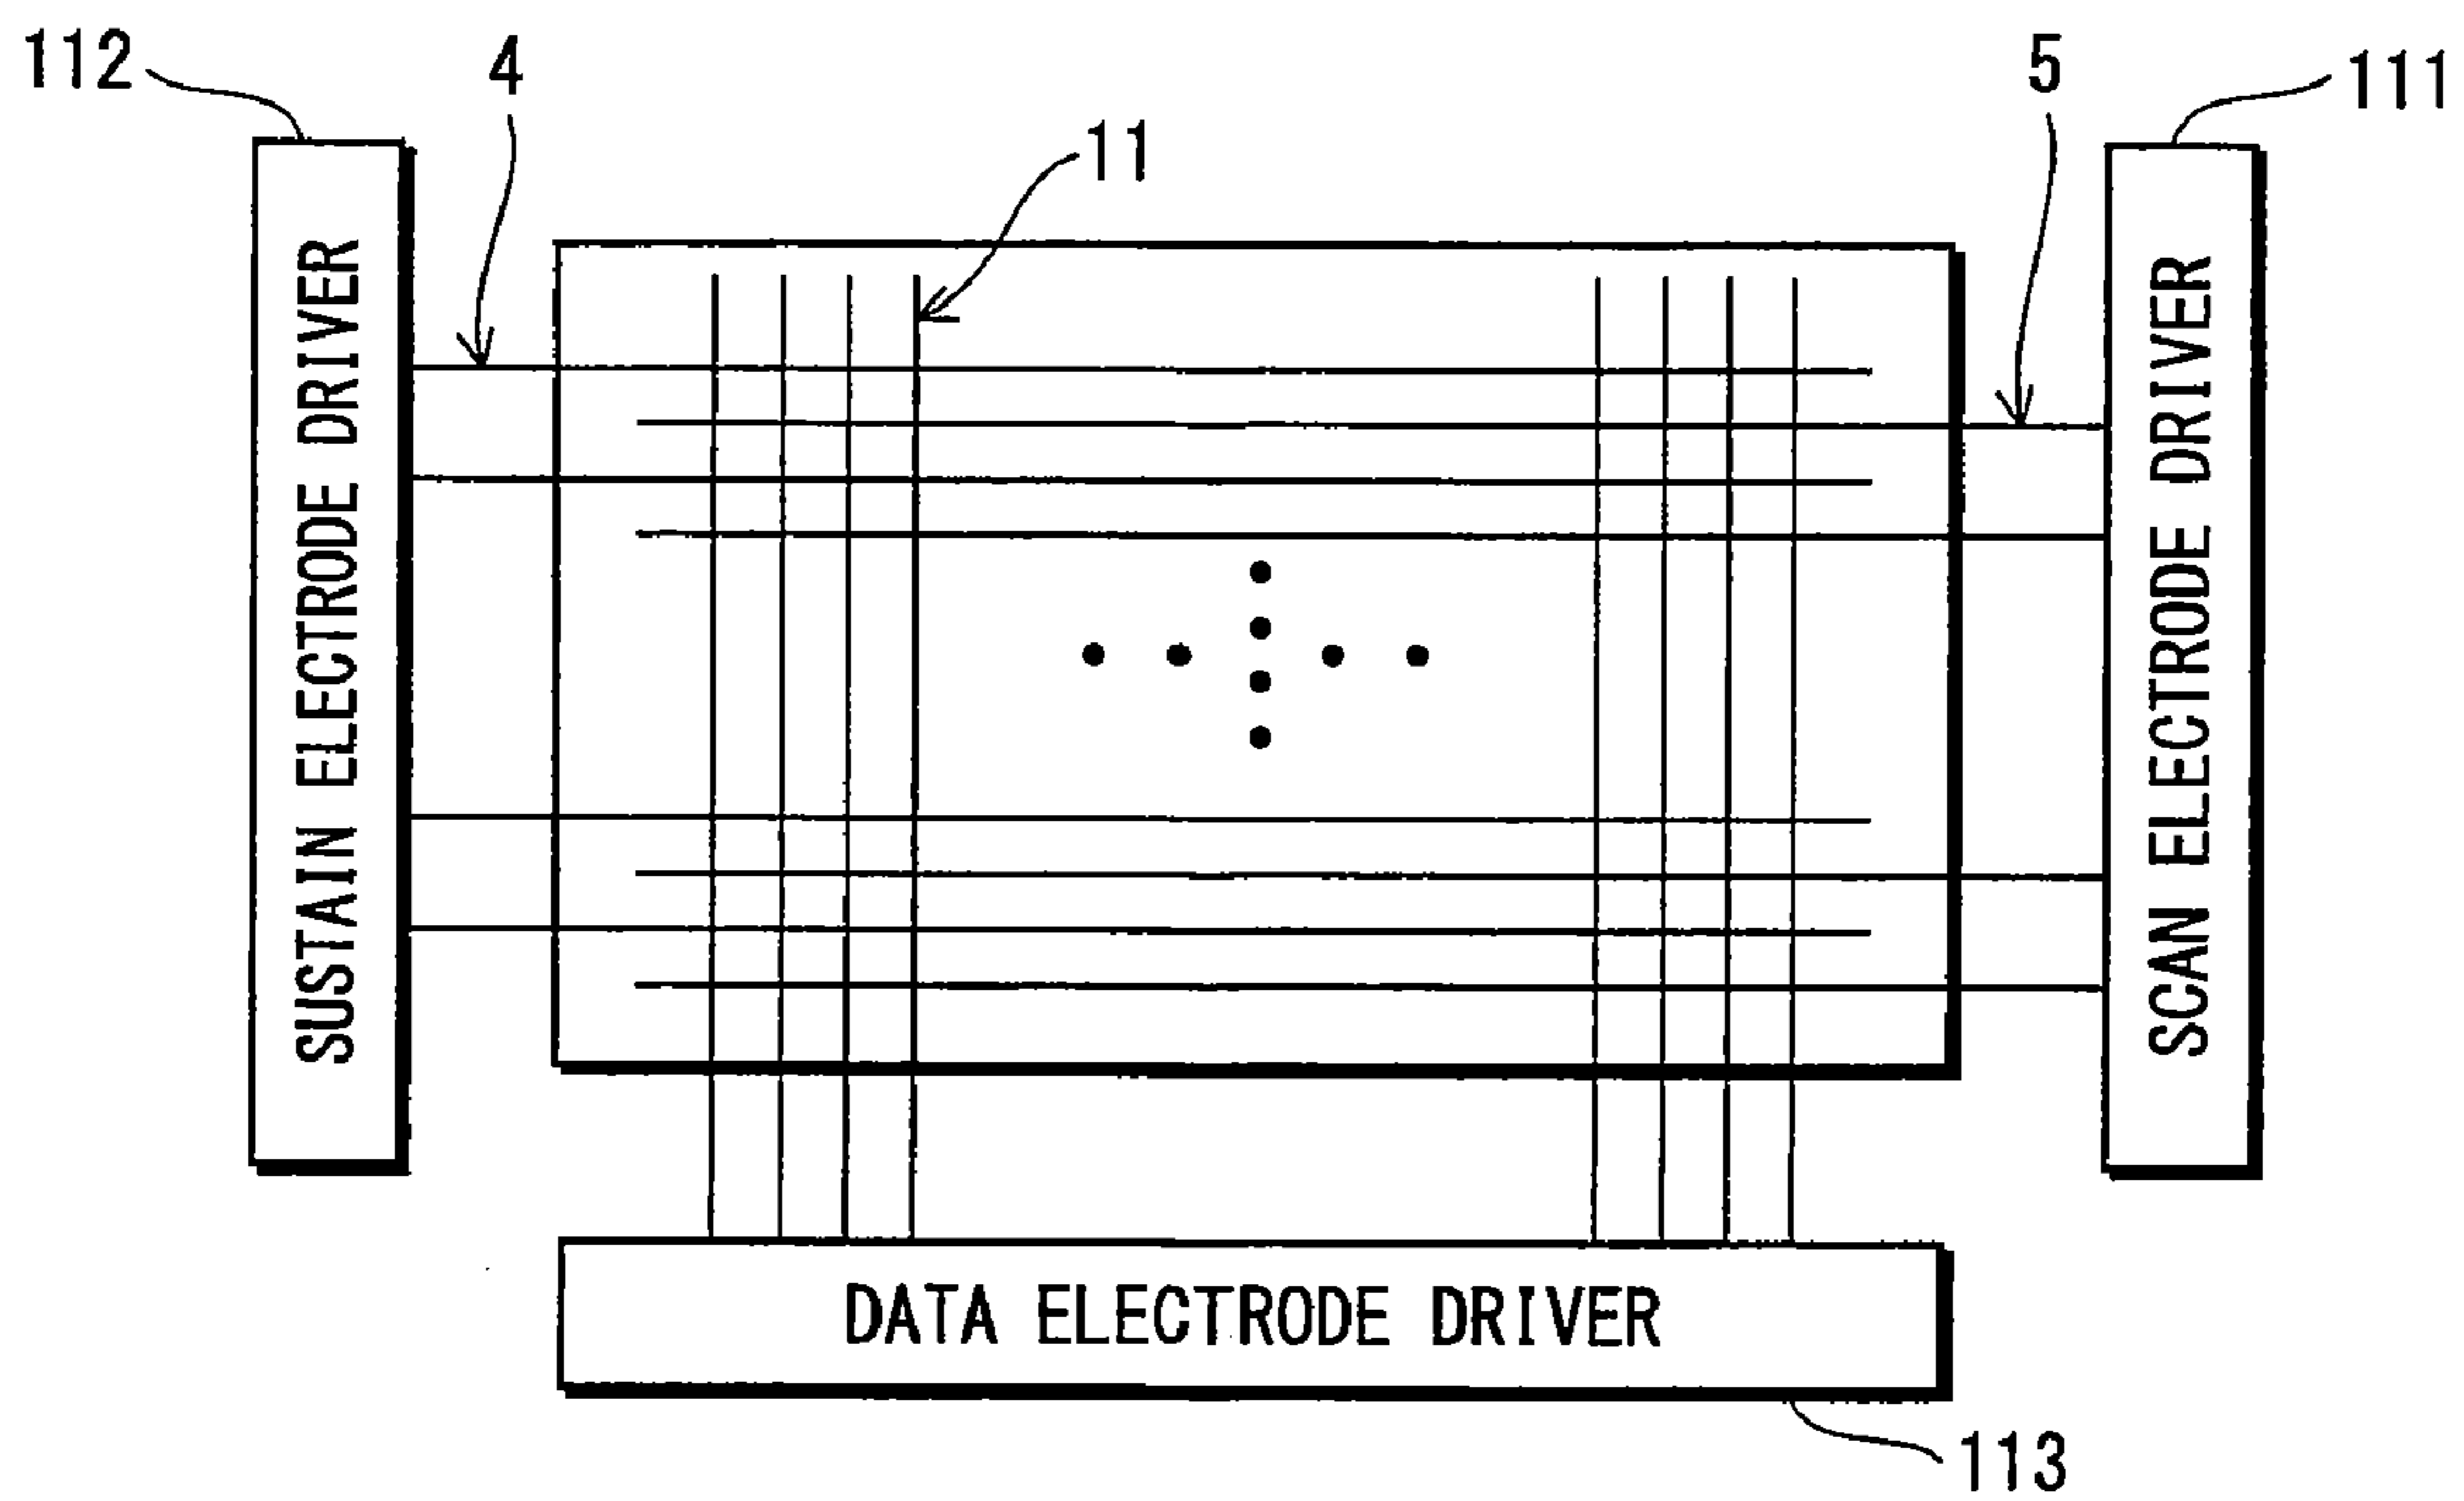 112
4
5
111
11
SUSTAIN ELECTRODE DRIVER
SCAN ELECTRODE DRIVER
DATA ELECTRODE DRIVER
113